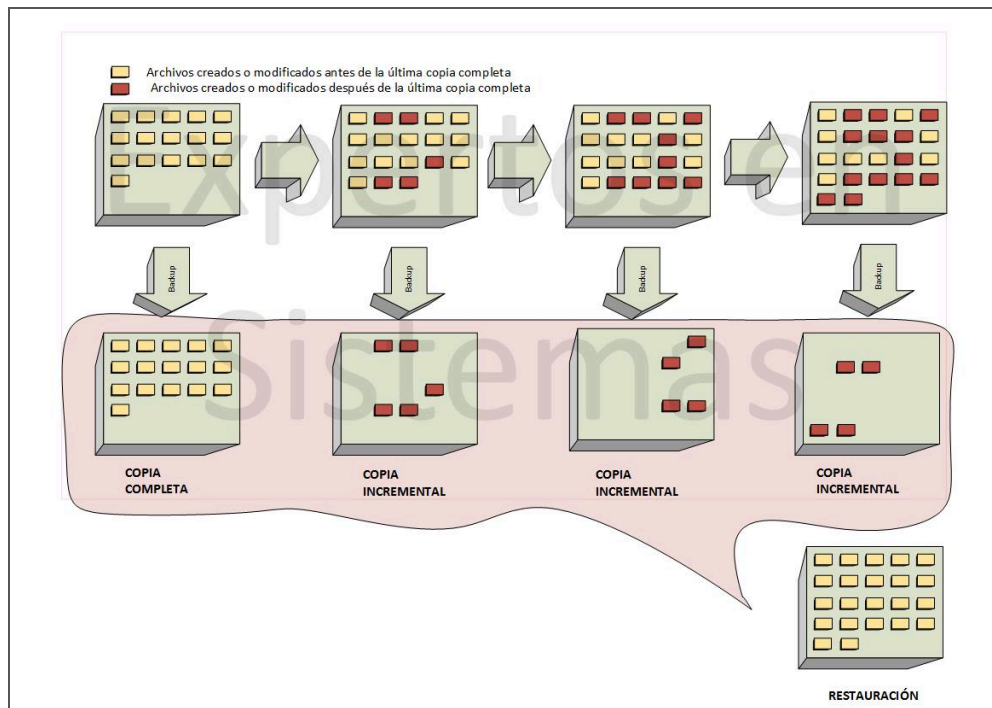 Archivos creados o modificados antes de la última copia completa
Archivos creados o modificados después de la última copia completa
Expertos en
Backup
Backup
Backup
Backup
Sistemas
COPIA
COMPLETA
COPIA
INCREMENTAL
COPIA
INCREMENTAL
COPIA
INCREMENTAL
RESTAURACIÓN